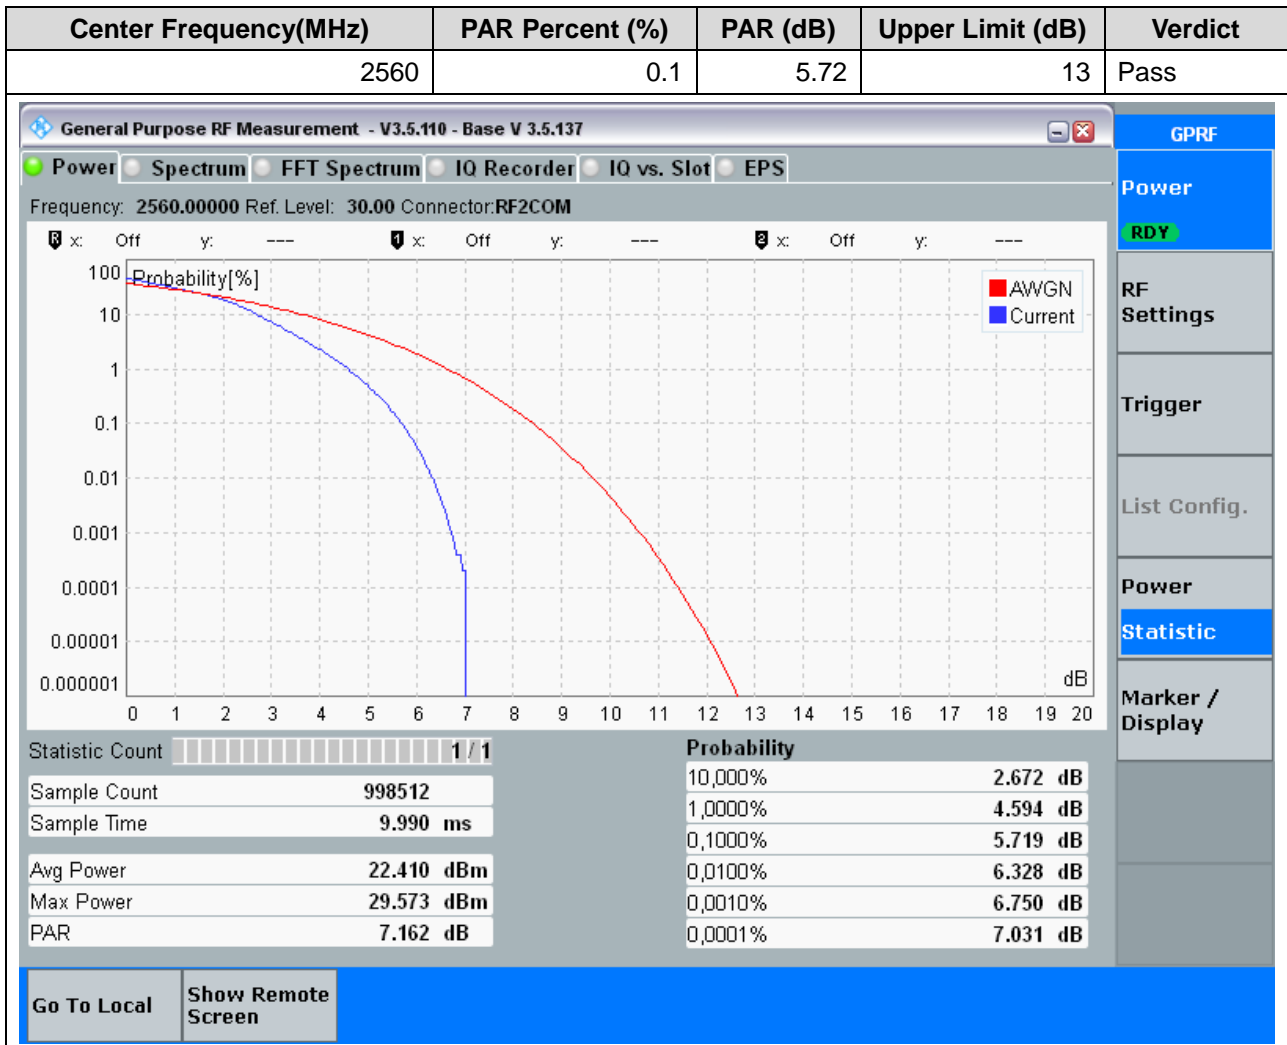 Center Frequency(MHz) PAR Percent (%) PAR (dB) Upper Limit (dB) Verdict
2560 0.1 5.72 13 Pass
General Purpose RF Measurement - V3.5.110 - Base V 3.5.137
GPRF
Power Spectrum FFT Spectrum IQ Recorder IQ vs. Slot EPS
Power
RDY
Frequency: 2560.00000 Ref. Level: 30.00 Connector:RF2COM
R x: Off y: --- 1 x: Off y: --- 2 x: Off y: ---
Probability[%]
AWGN
Current
100
10
1
0.1
0.01
0.001
0.0001
0.00001
0.000001
dB
0 1 2 3 4 5 6 7 8 9 10 11 12 13 14 15 16 17 18 19 20
RF
Settings
Trigger
List Config.
Power
Statistic
Marker /
Display
Statistic Count 1 / 1
Sample Count 998512
Sample Time 9.990 ms
Avg Power 22.410 dBm
Max Power 29.573 dBm
PAR 7.162 dB
Probability
10,000% 2.672 dB
1,0000% 4.594 dB
0,1000% 5.719 dB
0,0100% 6.328 dB
0,0010% 6.750 dB
0,0001% 7.031 dB
Go To Local
Show Remote
Screen